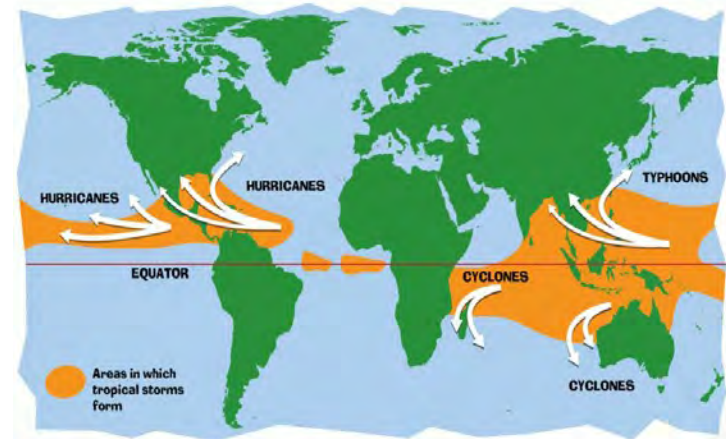 TYPHOONS
HURRICANES
HURRICANES
EQUATOR
CYCLONES
Areas in which
tropical storms
form
CYCLONES